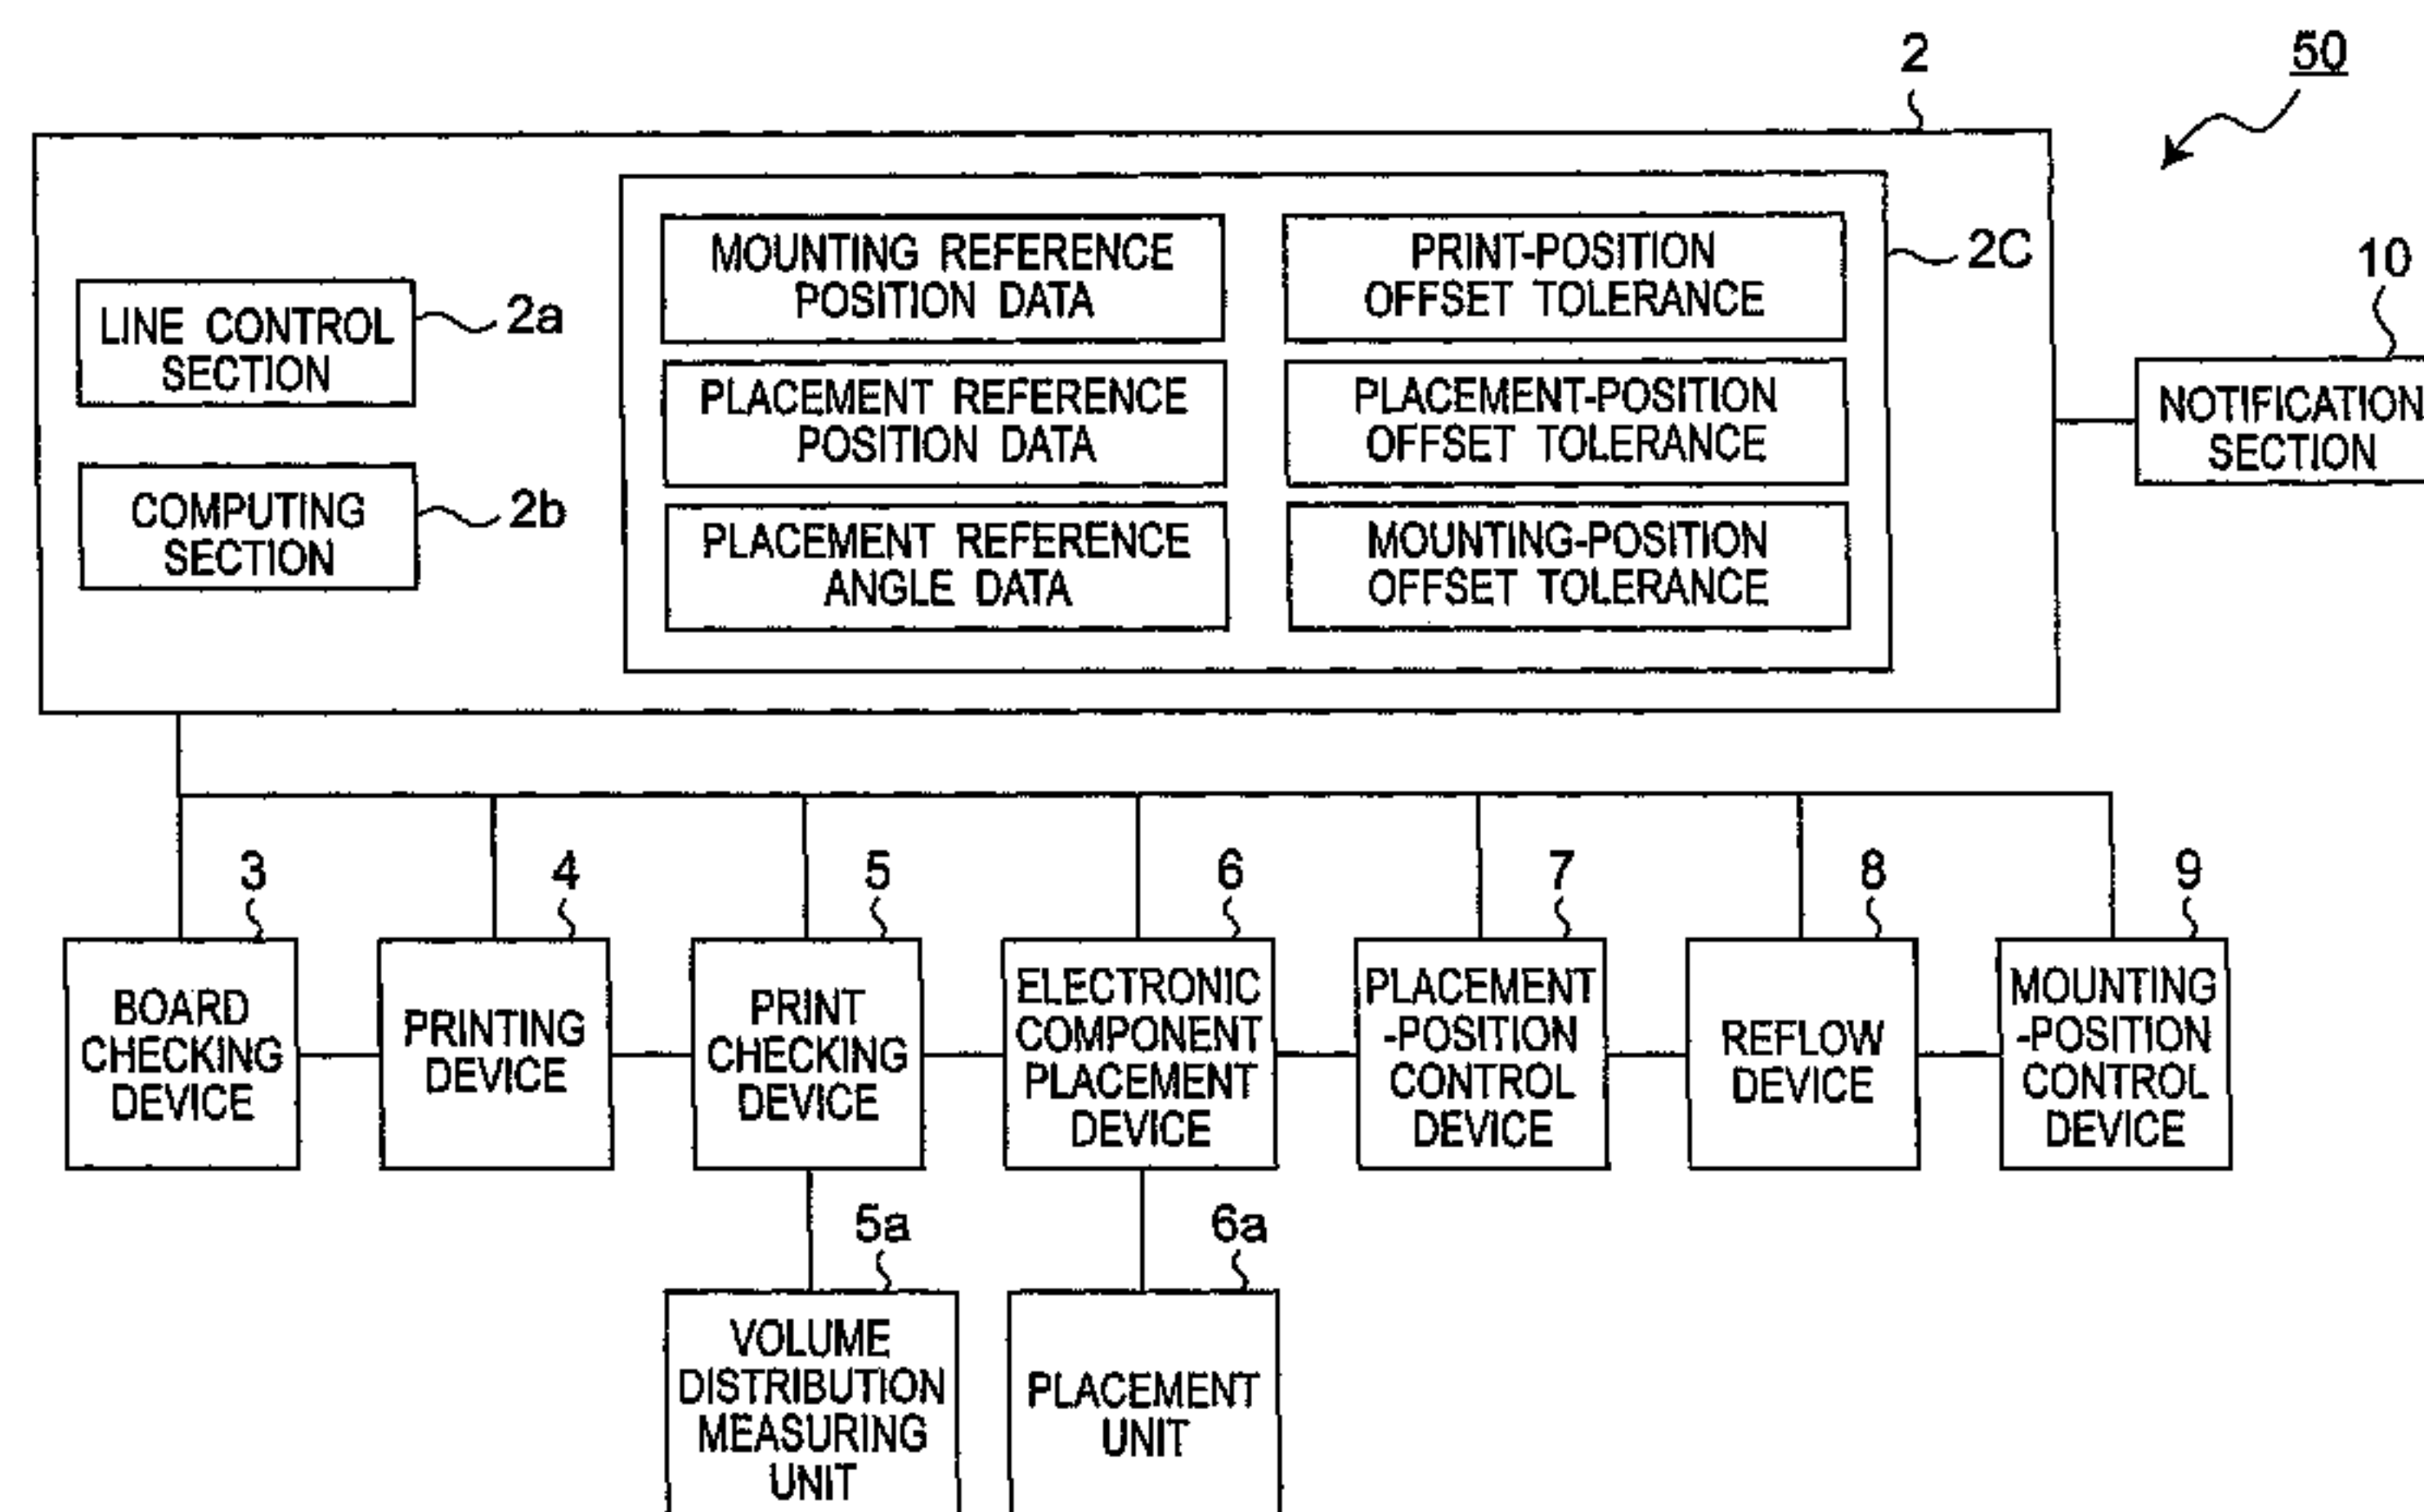 2
50
MOUNTING REFERENCE
POSITION DATA
PRINT-POSITION
OFFSET TOLERANCE
2C
10
LINE CONTROL
SECTION
2a
PLACEMENT REFERENCE
POSITION DATA
PLACEMENT-POSITION
OFFSET TOLERANCE
NOTIFICATION
SECTION
COMPUTING
SECTION
2b
PLACEMENT REFERENCE
ANGLE DATA
MOUNTING-POSITION
OFFSET TOLERANCE
3
4
5
6
7
8
9
BOARD
CHECKING
DEVICE
PRINTING
DEVICE
PRINT
CHECKING
DEVICE
ELECTRONIC
COMPONENT
PLACEMENT
DEVICE
PLACEMENT
-POSITION
CONTROL
DEVICE
REFLOW
DEVICE
MOUNTING
-POSITION
CONTROL
DEVICE
5a
6a
VOLUME
DISTRIBUTION
MEASURING
UNIT
PLACEMENT
UNIT